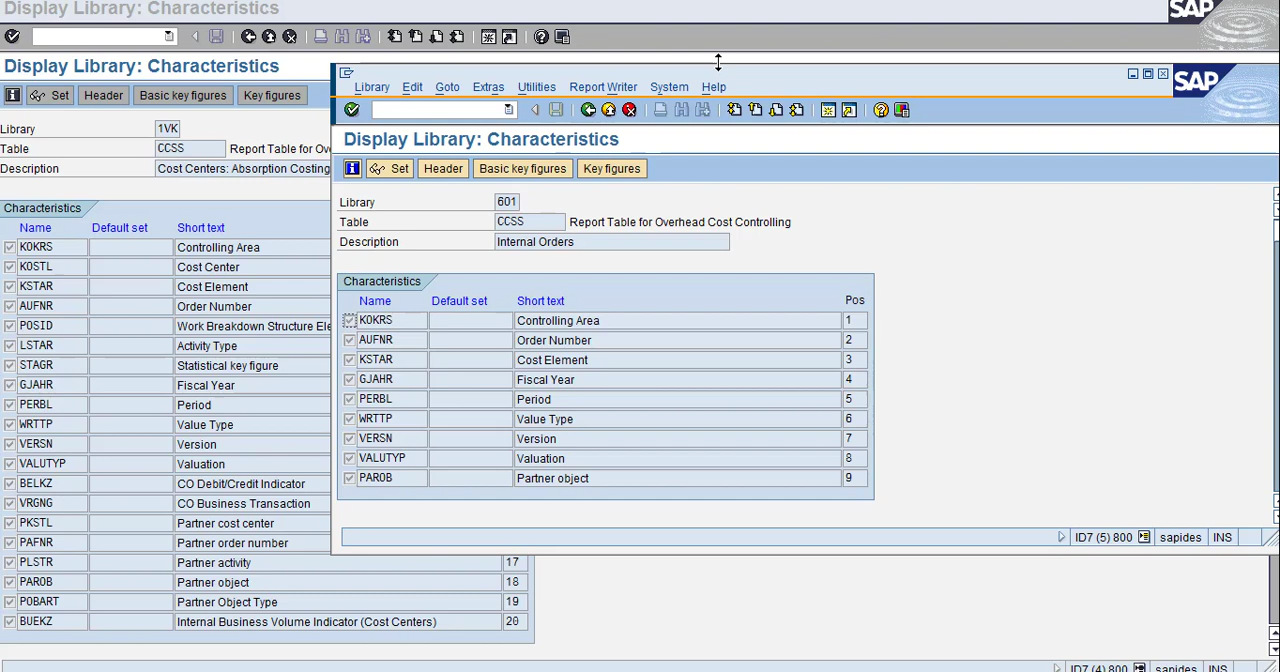 Display Library: Characteristics
SAP
Display Library: Characteristics
Set Header Basic key figures Key figures
Library 1VK
Table CCSS Report Table for Ove
Description Cost Centers: Absorption Costing
Characteristics
Name Default set Short text
KOKRS Controlling Area
KOSTL Cost Center
KSTAR Cost Element
AUFNR Order Number
POSID Work Breakdown Structure Ele
LSTAR Activity Type
STAGR Statistical key figure
GJAHR Fiscal Year
PERBL Period
WRTTP Value Type
VERSN Version
VALUTYP Valuation
BELKZ CO Debit/Credit Indicator
VRGNG CO Business Transaction
PKSTL Partner cost center
PAFNR Partner order number
PLSTR Partner activity 17
PAROB Partner object 18
POBART Partner Object Type 19
BUEKZ Internal Business Volume Indicator (Cost Centers) 20
ID7 (4) 800 sapides INS
Library Edit Goto Extras Utilities Report Writer System Help
SAP
Display Library: Characteristics
Set Header Basic key figures Key figures
Library 601
Table CCSS Report Table for Overhead Cost Controlling
Description Internal Orders
Characteristics
Name Default set Short text Pos
KOKRS Controlling Area 1
AUFNR Order Number 2
KSTAR Cost Element 3
GJAHR Fiscal Year 4
PERBL Period 5
WRTTP Value Type 6
VERSN Version 7
VALUTYP Valuation 8
PAROB Partner object 9
ID7 (5) 800 sapides INS